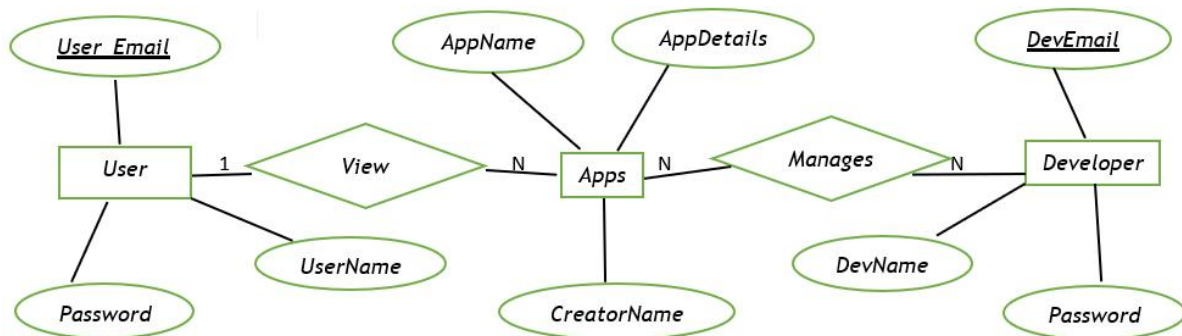 User_Email
AppName
AppDetails
DevEmail
User
1
View
N
Apps
N
Manages
N
Developer
UserName
DevName
Password
CreatorName
Password